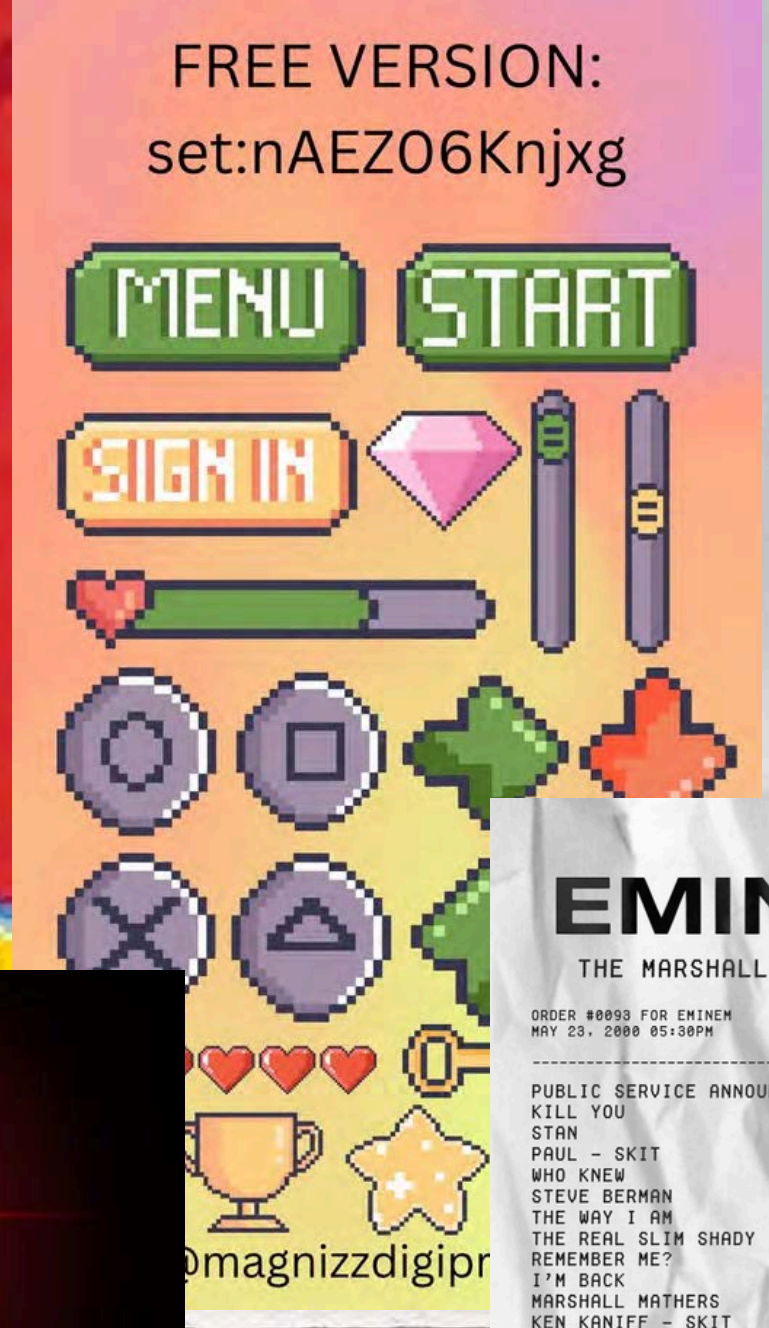 FREE VERSION:
set:nAEZO6Knjxg
MENU
START
SIGN IN
EMIN
THE MARSHALL
ORDER #0093 FOR EMINEM
MAY 23, 2000 05:30PM
PUBLIC SERVICE ANNOU
KILL YOU
STAN
PAUL – SKIT
WHO KNEW
STEVE BERMAN
THE WAY I AM
THE REAL SLIM SHADY
REMEMBER ME?
I'M BACK
MARSHALL MATHERS
KEN KANIFF – SKIT
@magnizzdigipr